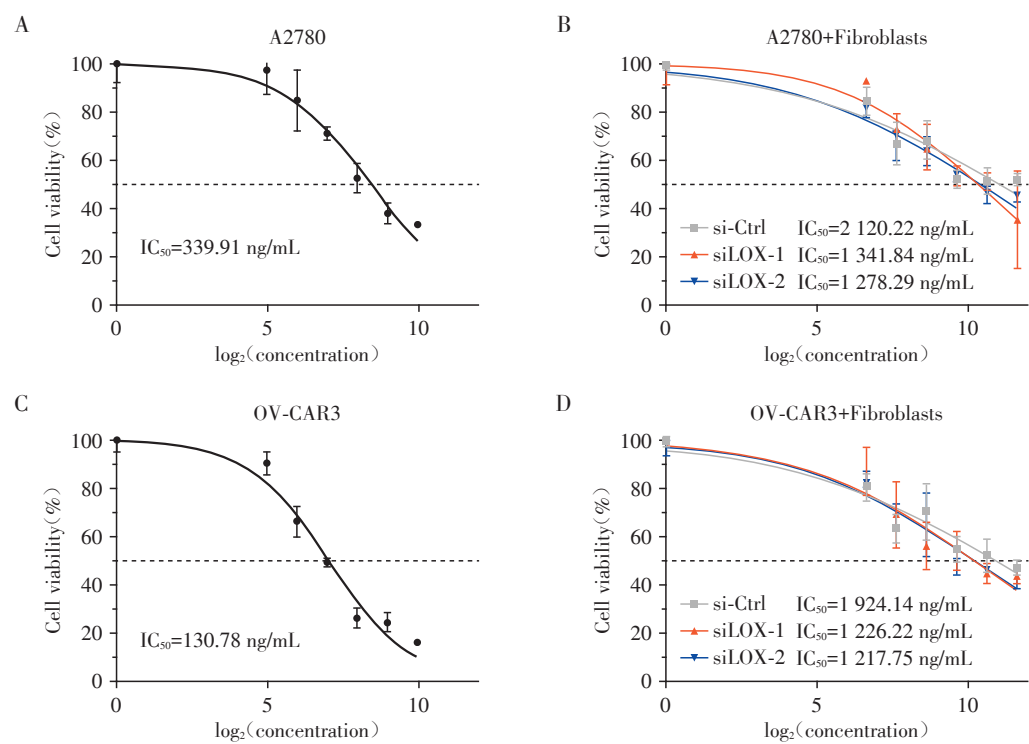 A
A2780
Cell viability(%)
100
80
60
40
20
0
IC₅₀=339.91 ng/mL
0
5
10
log₂(concentration)
B
A2780+Fibroblasts
Cell viability(%)
100
80
60
40
20
0
si-Ctrl IC₅₀=2 120.22 ng/mL
siLOX-1 IC₅₀=1 341.84 ng/mL
siLOX-2 IC₅₀=1 278.29 ng/mL
0
5
10
log₂(concentration)
C
OV-CAR3
Cell viability(%)
100
80
60
40
20
0
IC₅₀=130.78 ng/mL
0
5
10
log₂(concentration)
D
OV-CAR3+Fibroblasts
Cell viability(%)
100
80
60
40
20
0
si-Ctrl IC₅₀=1 924.14 ng/mL
siLOX-1 IC₅₀=1 226.22 ng/mL
siLOX-2 IC₅₀=1 217.75 ng/mL
0
5
10
log₂(concentration)